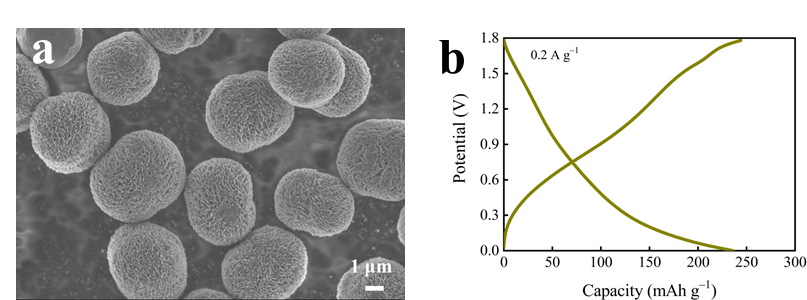 a
1 μm
b
0.2 A g⁻¹
Potential (V)
1.8
1.5
1.2
0.9
0.6
0.3
0.0
0 50 100 150 200 250 300
Capacity (mAh g⁻¹)